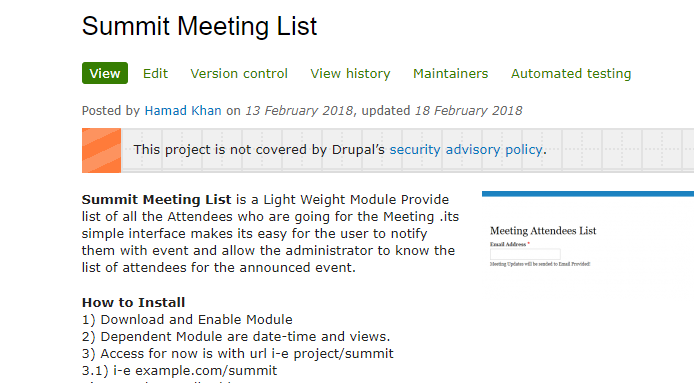 Summit Meeting List
View Edit Version control View history Maintainers Automated testing
Posted by Hamad Khan on 13 February 2018, updated 18 February 2018
This project is not covered by Drupal's security advisory policy.
Summit Meeting List is a Light Weight Module Provide
list of all the Attendees who are going for the Meeting .its
simple interface makes its easy for the user to notify
them with event and allow the administrator to know the
list of attendees for the announced event.
Meeting Attendees List
Email Address *
Meeting Updates will be sended to Email Provided!
How to Install
1) Download and Enable Module
2) Dependent Module are date-time and views.
3) Access for now is with url i-e project/summit
3.1) i-e example.com/summit